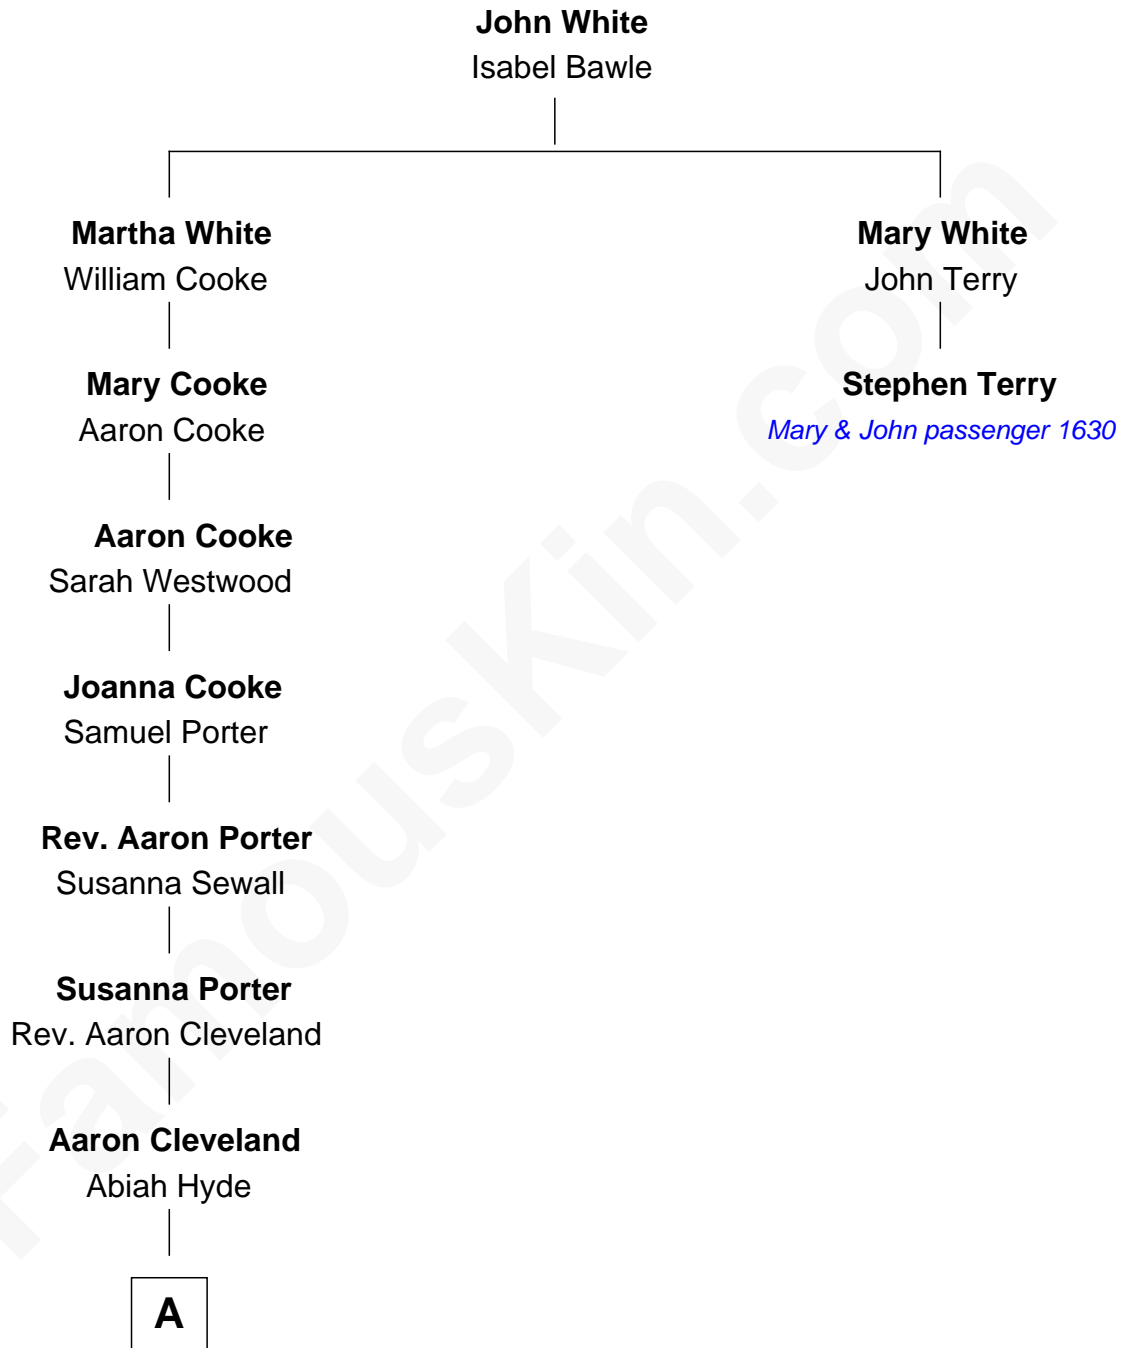 John White
Isabel Bawle
Martha White
William Cooke
Mary White
John Terry
Mary Cooke
Aaron Cooke
Stephen Terry
Mary & John passenger 1630
Aaron Cooke
Sarah Westwood
Joanna Cooke
Samuel Porter
Rev. Aaron Porter
Susanna Sewall
Susanna Porter
Rev. Aaron Cleveland
Aaron Cleveland
Abiah Hyde
A
FamousKin.com